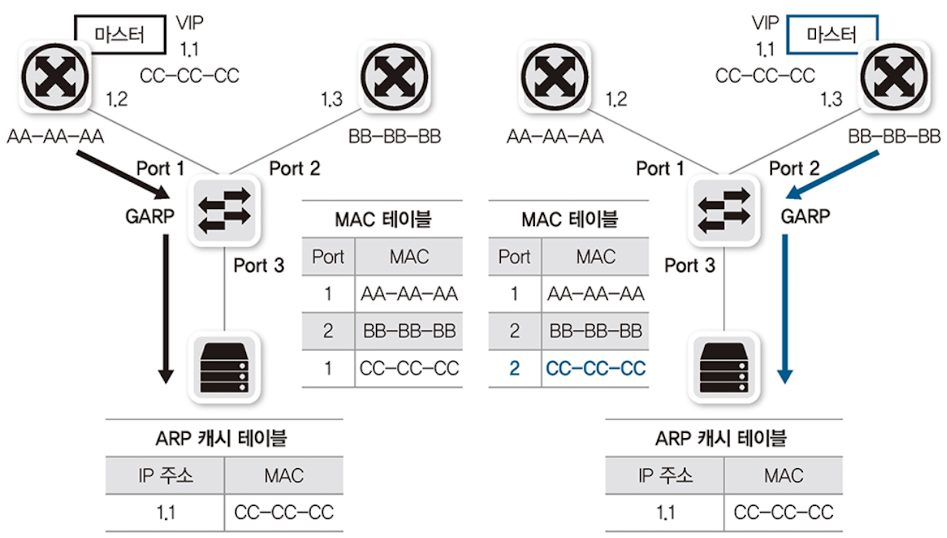 마스터
VIP
1.1
CC-CC-CC
1.2
1.3
AA-AA-AA
BB-BB-BB
Port 1
Port 2
GARP
Port 3
MAC 테이블
Port MAC
1 AA-AA-AA
2 BB-BB-BB
1 CC-CC-CC
ARP 캐시 테이블
IP 주소 MAC
1.1 CC-CC-CC
VIP
마스터
1.1
CC-CC-CC
1.2
1.3
AA-AA-AA
BB-BB-BB
Port 1
Port 2
GARP
Port 3
MAC 테이블
Port MAC
1 AA-AA-AA
2 BB-BB-BB
2 CC-CC-CC
ARP 캐시 테이블
IP 주소 MAC
1.1 CC-CC-CC